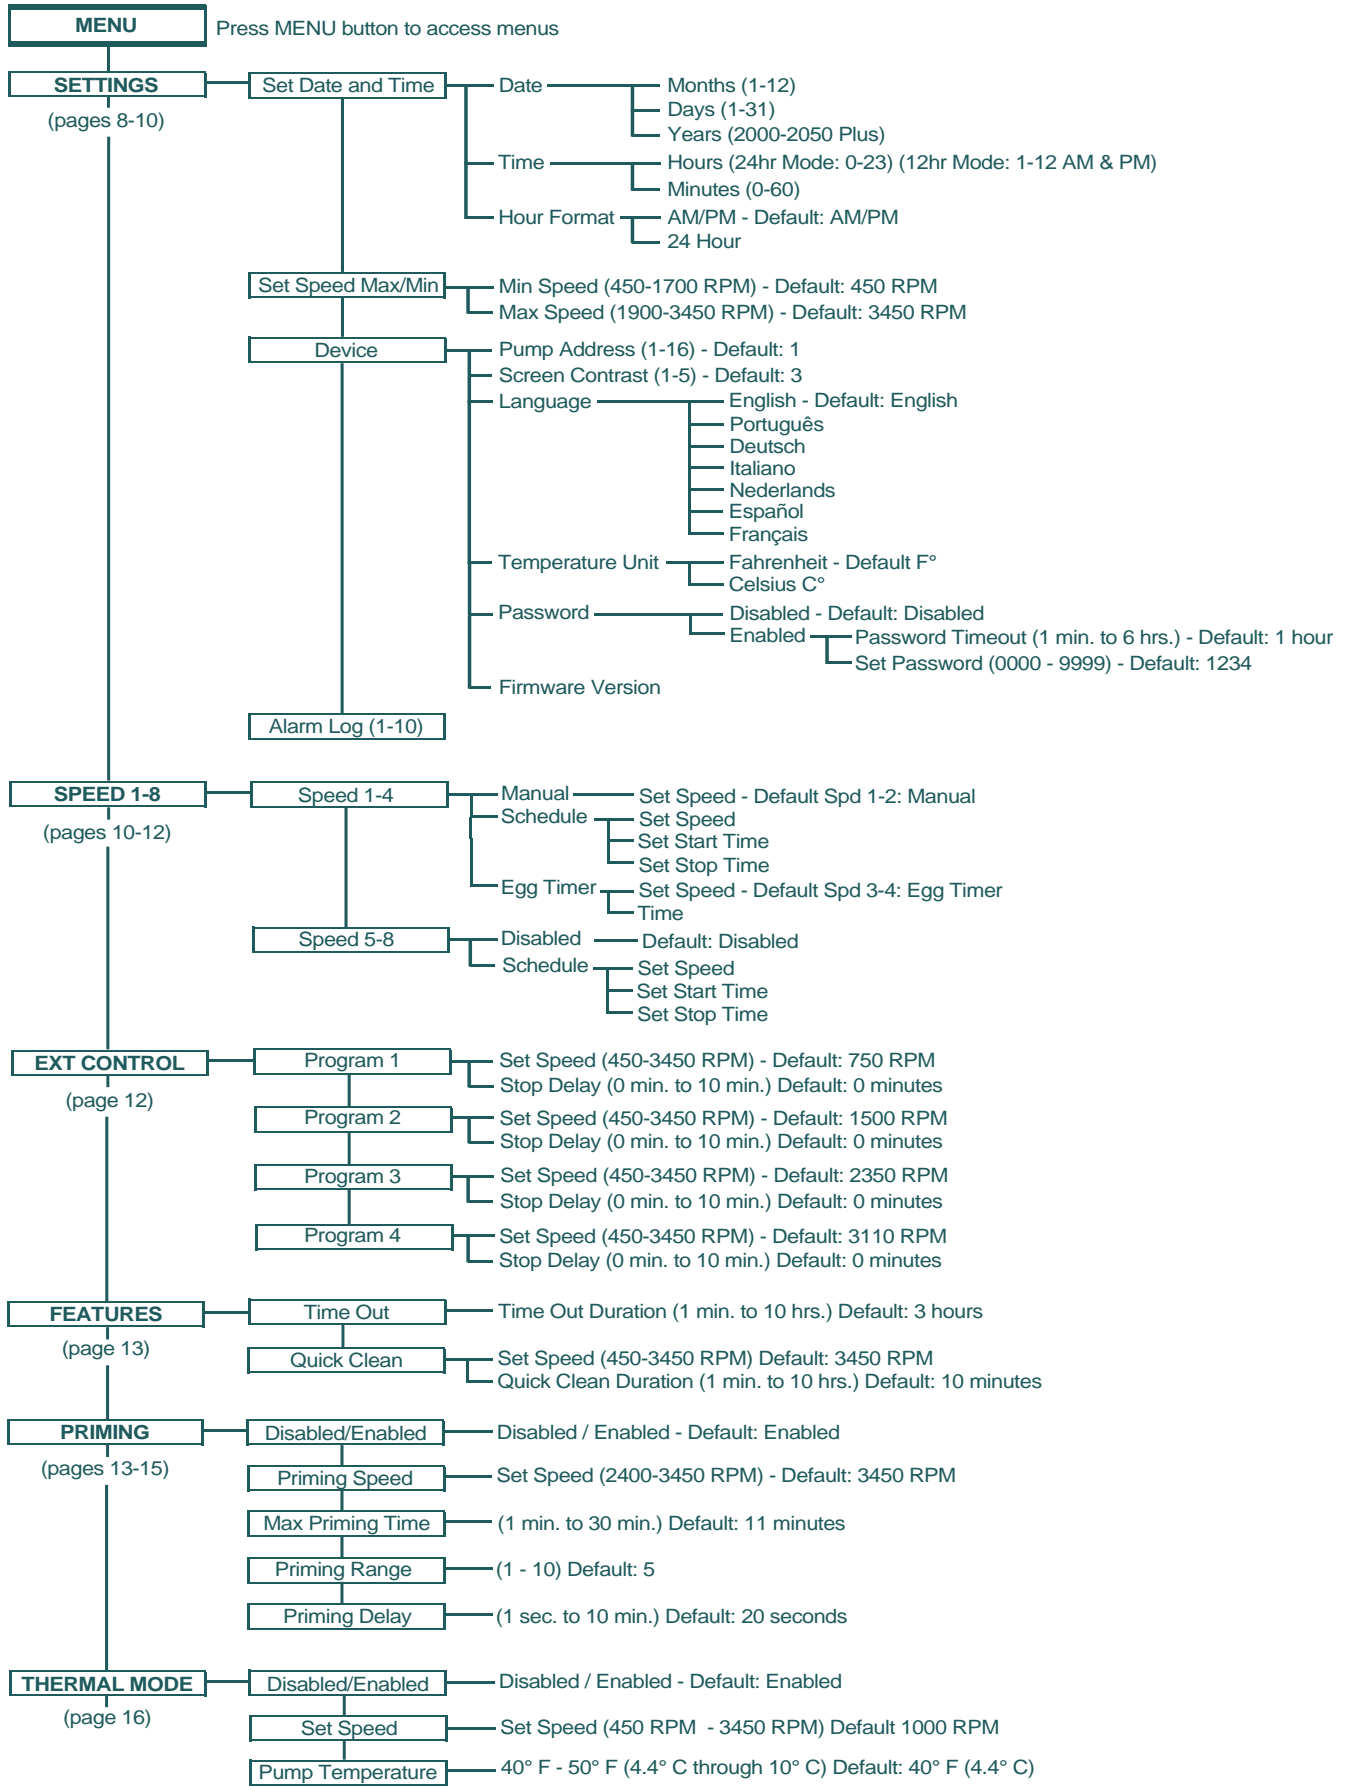 MENU Press MENU button to access menus
SETTINGS Set Date and Time Date Months (1-12)
(pages 8-10) Days (1-31)
Years (2000-2050 Plus)
Time Hours (24hr Mode: 0-23) (12hr Mode: 1-12 AM & PM)
Minutes (0-60)
Hour Format AM/PM - Default: AM/PM
24 Hour
Set Speed Max/Min Min Speed (450-1700 RPM) - Default: 450 RPM
Max Speed (1900-3450 RPM) - Default: 3450 RPM
Device Pump Address (1-16) - Default: 1
Screen Contrast (1-5) - Default: 3
Language English - Default: English
Português
Deutsch
Italiano
Nederlands
Español
Français
Temperature Unit Fahrenheit - Default F°
Celsius C°
Password Disabled - Default: Disabled
Enabled Password Timeout (1 min. to 6 hrs.) - Default: 1 hour
Set Password (0000 - 9999) - Default: 1234
Firmware Version
Alarm Log (1-10)
SPEED 1-8 Speed 1-4 Manual Set Speed - Default Spd 1-2: Manual
(pages 10-12) Schedule Set Speed
Set Start Time
Set Stop Time
Egg Timer Set Speed - Default Spd 3-4: Egg Timer
Time
Speed 5-8 Disabled Default: Disabled
Schedule Set Speed
Set Start Time
Set Stop Time
EXT CONTROL Program 1 Set Speed (450-3450 RPM) - Default: 750 RPM
(page 12) Stop Delay (0 min. to 10 min.) Default: 0 minutes
Program 2 Set Speed (450-3450 RPM) - Default: 1500 RPM
Stop Delay (0 min. to 10 min.) Default: 0 minutes
Program 3 Set Speed (450-3450 RPM) - Default: 2350 RPM
Stop Delay (0 min. to 10 min.) Default: 0 minutes
Program 4 Set Speed (450-3450 RPM) - Default: 3110 RPM
Stop Delay (0 min. to 10 min.) Default: 0 minutes
FEATURES Time Out Time Out Duration (1 min. to 10 hrs.) Default: 3 hours
(page 13) Quick Clean Set Speed (450-3450 RPM) Default: 3450 RPM
Quick Clean Duration (1 min. to 10 hrs.) Default: 10 minutes
PRIMING Disabled/Enabled Disabled / Enabled - Default: Enabled
(pages 13-15) Priming Speed Set Speed (2400-3450 RPM) - Default: 3450 RPM
Max Priming Time (1 min. to 30 min.) Default: 11 minutes
Priming Range (1 - 10) Default: 5
Priming Delay (1 sec. to 10 min.) Default: 20 seconds
THERMAL MODE Disabled/Enabled Disabled / Enabled - Default: Enabled
(page 16) Set Speed Set Speed (450 RPM - 3450 RPM) Default 1000 RPM
Pump Temperature 40° F - 50° F (4.4° C through 10° C) Default: 40° F (4.4° C)